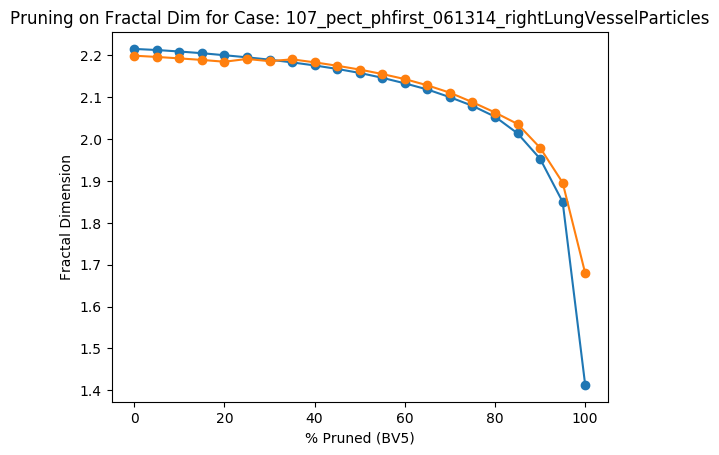 Pruning on Fractal Dim for Case: 107_pect_phfirst_061314_rightLungVesselParticles
Fractal Dimension
2.2
2.1
2.0
1.9
1.8
1.7
1.6
1.5
1.4
0 20 40 60 80 100
% Pruned (BV5)